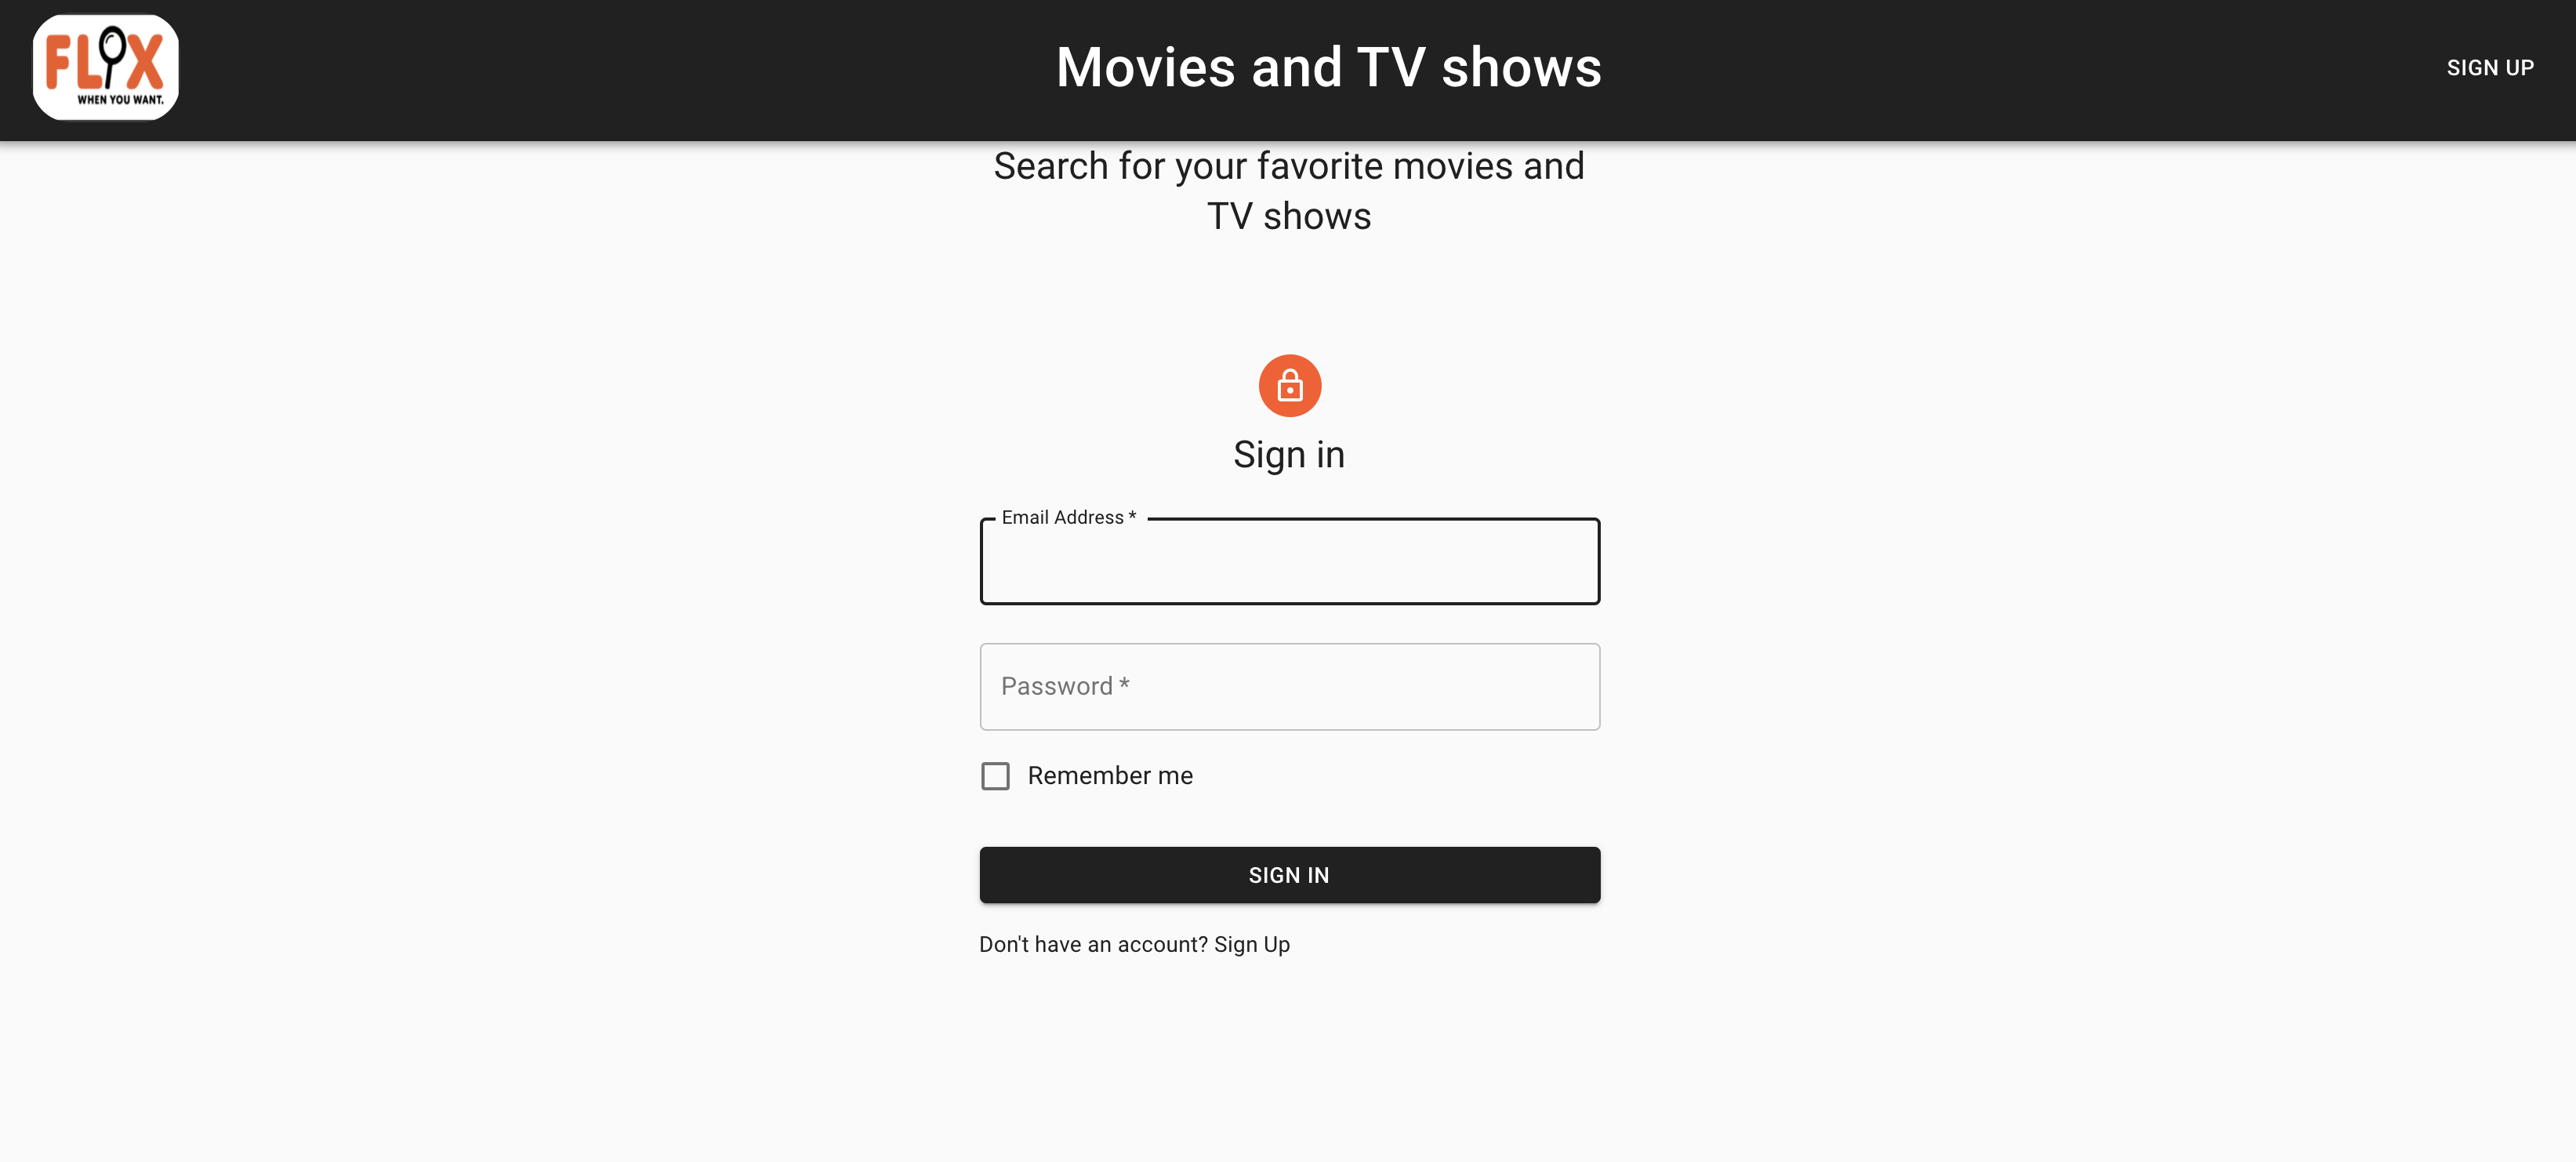 FLIX
WHEN YOU WANT.
Movies and TV shows
SIGN UP
Search for your favorite movies and
TV shows
Sign in
Email Address *
Password *
Remember me
SIGN IN
Don't have an account? Sign Up